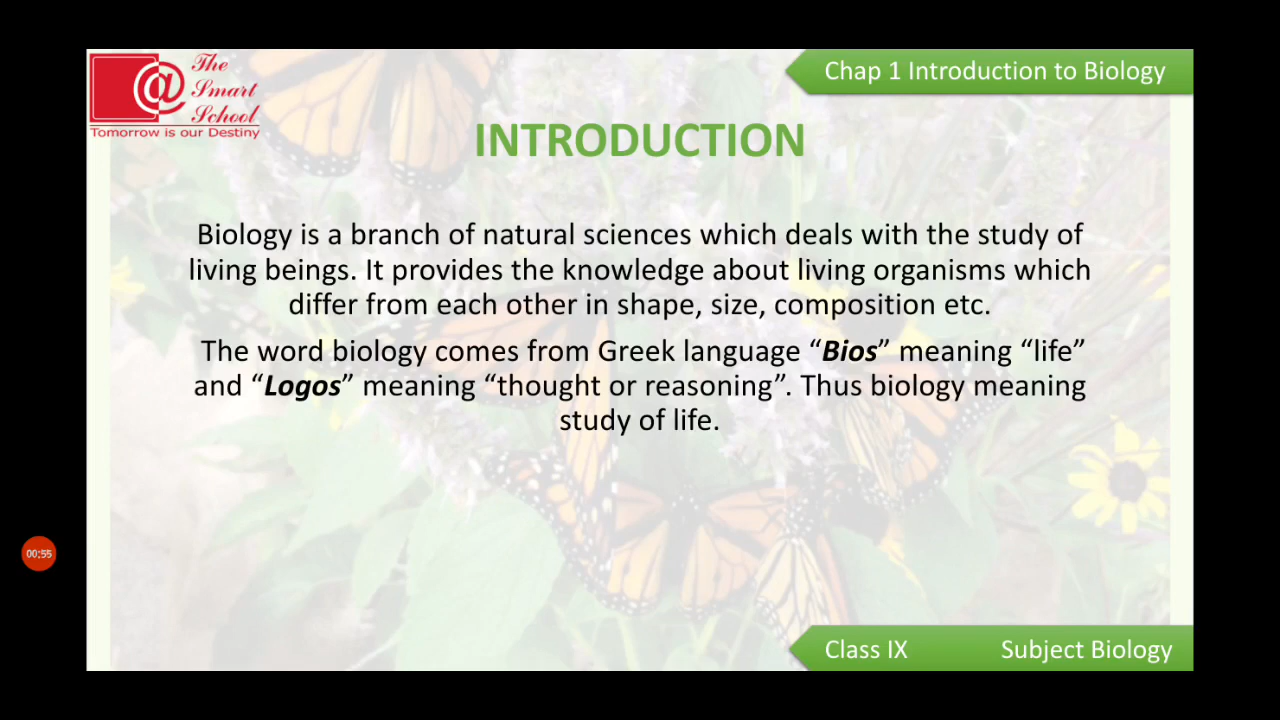 The
Smart
School
Tomorrow is our Destiny
Chap 1 Introduction to Biology
INTRODUCTION
Biology is a branch of natural sciences which deals with the study of
living beings. It provides the knowledge about living organisms which
differ from each other in shape, size, composition etc.
The word biology comes from Greek language “Bios” meaning “life”
and “Logos” meaning “thought or reasoning”. Thus biology meaning
study of life.
00:55
Class IX Subject Biology